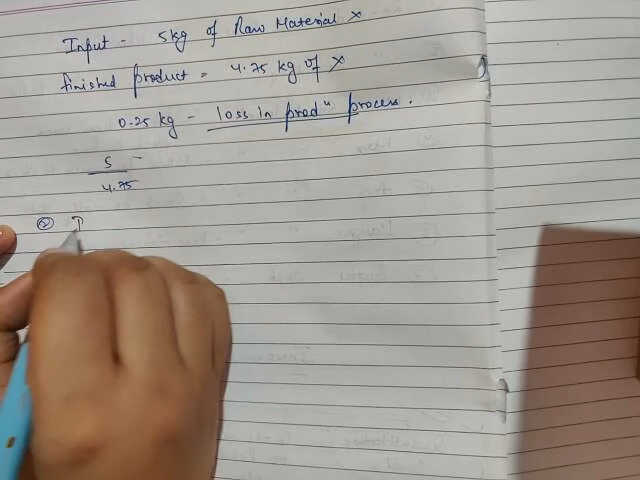 Input - 5kg of Raw Material X
finished product = 4.75 kg of X
0.25 kg - loss in prodⁿ process.
5
4.75